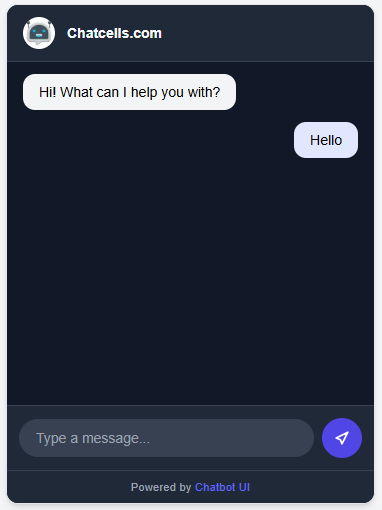 Chatcells.com
Hi! What can I help you with?
Hello
Type a message...
Powered by Chatbot UI